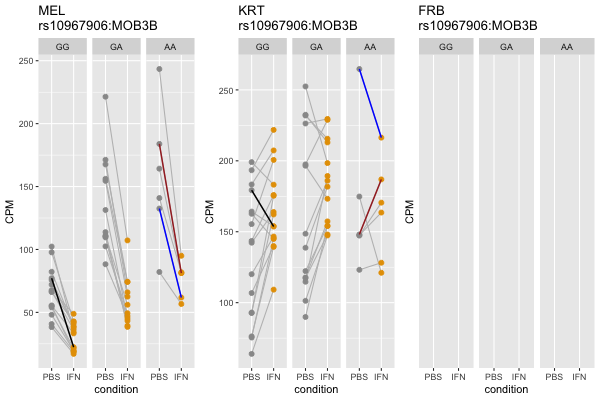 MEL
rs10967906:MOB3B
GG GA AA
250
200
150
100
50
CPM
PBS IFN PBS IFN PBS IFN
condition
KRT
rs10967906:MOB3B
GG GA AA
250
200
150
100
CPM
PBS IFN PBS IFN PBS IFN
condition
FRB
rs10967906:MOB3B
GG GA AA
CPM
PBS IFN PBS IFN PBS IFN
condition